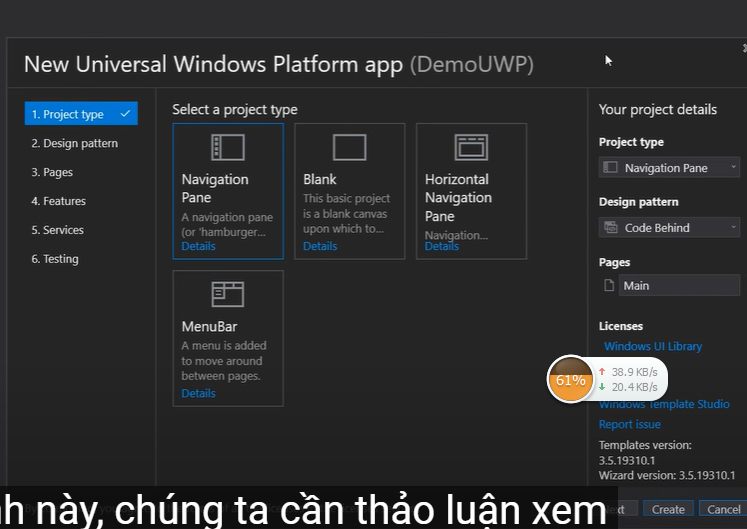 New Universal Windows Platform app (DemoUWP)
1. Project type
2. Design pattern
3. Pages
4. Features
5. Services
6. Testing
Select a project type
Navigation
Pane
A navigation pane
(or 'hamburger...
Details
Blank
This basic project
is a blank canvas
upon which to...
Details
Horizontal
Navigation
Pane
Navigation...
Details
MenuBar
A menu is added
to move around
between pages.
Details
Your project details
Project type
Navigation Pane
Design pattern
Code Behind
Pages
Main
Licenses
Windows UI Library
61%
38.9 KB/s
20.4 KB/s
Windows Template Studio
Report issue
Templates version:
3.5.19310.1
Wizard version: 3.5.19310.1
này, chúng ta cần thảo luận xem
Create
Cancel